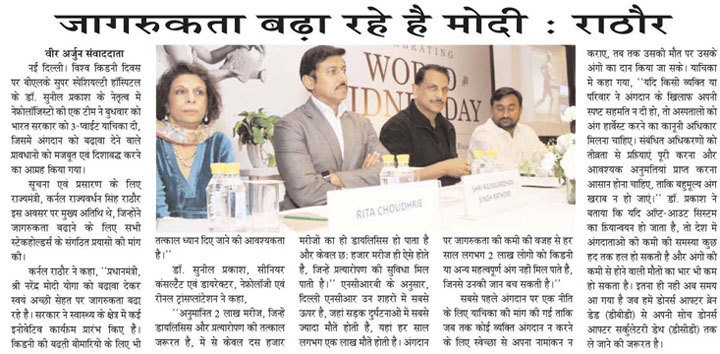 जागरुकता बढ़ा रहे है मोदी : राठौर
वीर अर्जुन संवाददाता
नई दिल्ली। विश्व किडनी दिवस
पर बीएलके सुपर स्पेशियल्टी हॉस्पिटल
के डॉ. सुनील प्रकाश के नेतृत्व में
नेफ्रोलॉजिस्टो की एक टीम ने बुधवार को
भारत सरकार को 3-प्वाईंट याचिका दी,
जिसमें अंगदान को बढ़ावा देने वाले
प्रावधानों को मजबूत एवं दिशाबद्ध करने
का आग्रह किया गया।
सूचना एवं प्रसारण के लिए
राज्यमंत्री, कर्नल राज्यवर्धन सिंह राठौर
इस अवसर पर मुख्य अतिथि थे, जिन्होंने
जागरुकता बढ़ाने के लिए सभी
स्टेकहोल्डर्स के संगठित प्रयासों की मांग
की।
कर्नल राठौर ने कहा, ''प्रधानमंत्री,
श्री नरेन्द्र मोदी योगा को बढ़ावा देकर
स्वयं अच्छी सेहत पर जागरुकता बढ़ा
रहे है। सरकार ने स्वास्थ्य के क्षेत्र में कई
इनोवेटिव कार्यक्रम प्रारंभ किए है।
किडनी की बढ़ती बीमारियों के लिए भी
तत्काल ध्यान दिए जाने की आवश्यकता
है।''
डॉ. सुनील प्रकाश, सीनियर
कंसल्टेंट एवं डायरेक्टर, नेफ्रोलॉजी एवं
रीनल ट्रांसप्लांटेशन ने कहा,
''अनुमानित 2 लाख मरीज, जिन्हें
डायलिसिस और प्रत्यारोपण की तत्काल
जरूरत है, में से केवल दस हजार
मरीजो का ही डायलिसिस हो पाता है
और केवल छ: हजार मरीज ही ऐसे होते
है, जिन्हें प्रत्यारोपण की सुविधा मिल
पाती है।'' एनसीआरबी के अनुसार,
दिल्ली एनसीआर उन शहरों में सबसे
ऊपर है, जहां सड़क दुर्घटनाओं में सबसे
ज्यादा मौतें होती है, यहां हर साल
लगभग एक लाख मौतें होती है। अंगदान
पर जागरुकता की कमी की वजह से हर
साल लगभग 2 लाख लोगों को किडनी
या अन्य महत्वपूर्ण अंग नही मिल पाते है,
जिससे उनकी जान बच सकती है।''
सबसे पहले अंगदान पर एक नीति
के लिए याचिका की मांग की गई ताकि
जब तक कोई व्यक्ति अंगदान न करने
के लिए स्वेच्छा से अपना नामांकन न
कराए, तब तक उसकी मौत पर उसके
अंगों का दान किया जा सके। याचिका
में कहा गया, ''यदि किसी व्यक्ति या
परिवार ने अंगदान के खिलाफ अपनी
स्पष्ट सहमति न दी हो, तो अस्पतालों को
अंग हार्वेस्ट करने का कानूनी अधिकार
मिलना चाहिए। संबंधित अधिकरणों को
तीव्रता से प्रक्रियाएं पूरी करना और
आवश्यक अनुमतियां प्राप्त करना
आसान होना चाहिए, ताकि बहुमूल्य अंग
खराब न हो जाएं।'' डॉ. प्रकाश ने
बताया कि यदि ऑप्ट-आउट सिस्टम
का क्रियान्वयन हो जाता है, तो देश में
अंगदाताओं की कमी की समस्या कुछ
हद तक हल हो सकती है और अंगों की
कमी से होने वाली मौतों का भार भी कम
हो सकता है। इतना ही नही अब समय
आ गया है जब हमें डोनर्स आफ्टर ब्रेन
डेड (डीबीडी) से अपनी सोच डोनर्स
आफ्टर सर्कुलेटरी डेथ (डीसीडी) तक
ले जाने की जरूरत है।
WORLD
KIDNEY DAY
RITA CHOUDHRIE
SHRI RAJYAVARDHAN
SINGH RATHORE